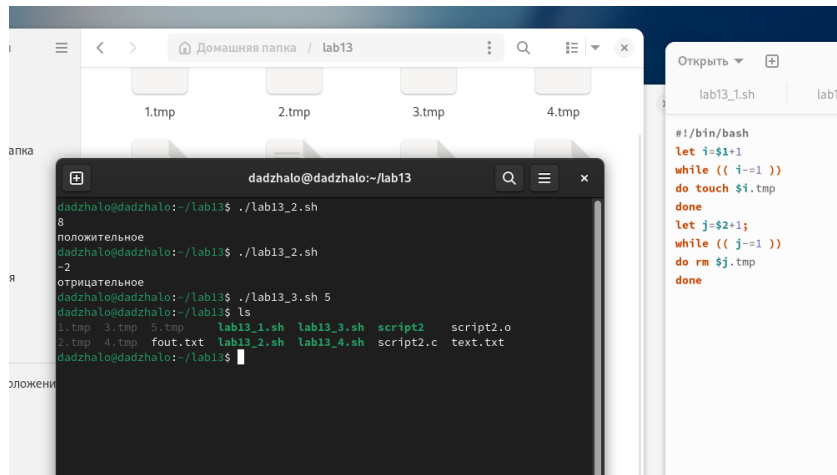 Домашняя папка / lab13
1.tmp 2.tmp 3.tmp 4.tmp
апка
я
оложени
dadzhalo@dadzhalo:~/lab13
dadzhalo@dadzhalo:~/lab13$ ./lab13_2.sh
8
положительное
dadzhalo@dadzhalo:~/lab13$ ./lab13_2.sh
-2
отрицательное
dadzhalo@dadzhalo:~/lab13$ ./lab13_3.sh 5
dadzhalo@dadzhalo:~/lab13$ ls
1.tmp 3.tmp 5.tmp lab13_1.sh lab13_3.sh script2 script2.o
2.tmp 4.tmp fout.txt lab13_2.sh lab13_4.sh script2.c text.txt
dadzhalo@dadzhalo:~/lab13$
Открыть
lab13_1.sh lab1
#!/bin/bash
let i=$1+1
while (( i-=1 ))
do touch $i.tmp
done
let j=$2+1;
while (( j-=1 ))
do rm $j.tmp
done